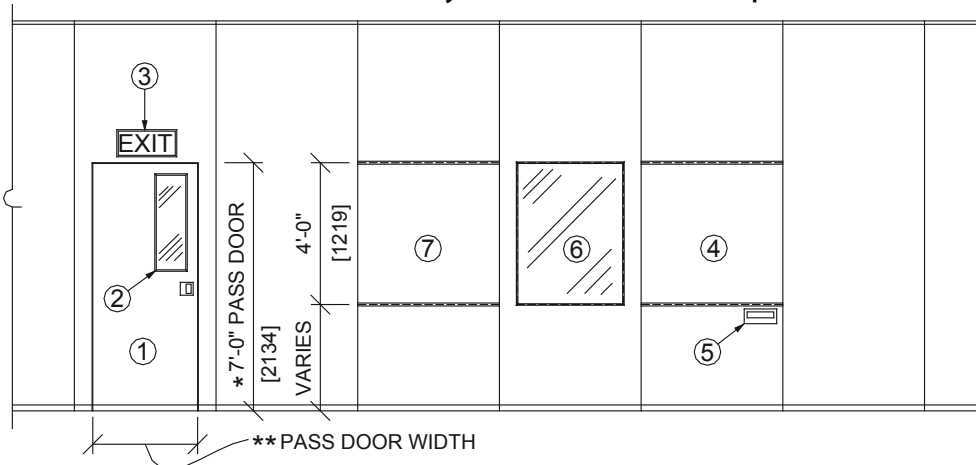 3
EXIT
2
1
* 7'-0" PASS DOOR
[2134]
4'-0"
[1219]
VARIES
7
6
4
5
** PASS DOOR WIDTH